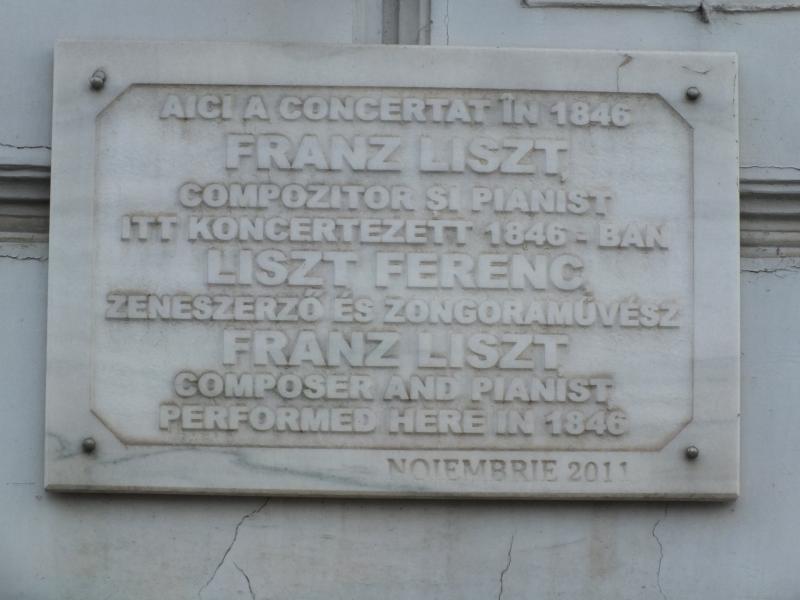 AICI A CONCERTAT ÎN 1846
FRANZ LISZT
COMPOZITOR ȘI PIANIST
ITT KONCERTEZETT 1846 - BAN
LISZT FERENC
ZENESZERZŐ ÉS ZONGORAMŰVÉSZ
FRANZ LISZT
COMPOSER AND PIANIST
PERFORMED HERE IN 1846
NOIEMBRIE 2011